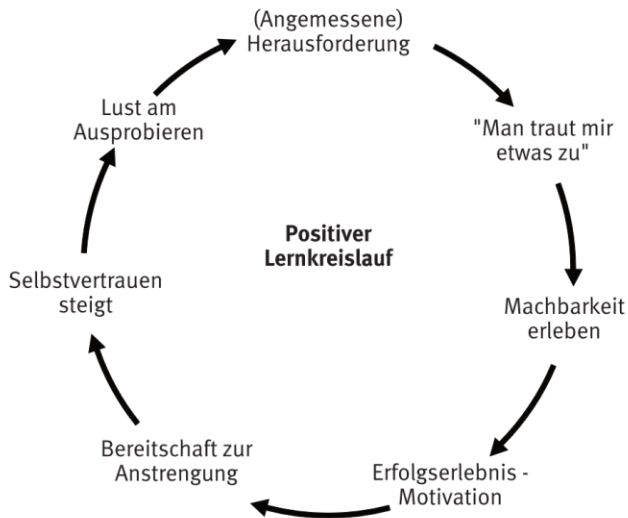 (Angemessene)
Herausforderung
"Man traut mir
etwas zu"
Machbarkeit
erleben
Erfolgserlebnis -
Motivation
Bereitschaft zur
Anstrengung
Selbstvertrauen
steigt
Lust am
Ausprobieren
Positiver
Lernkreislauf